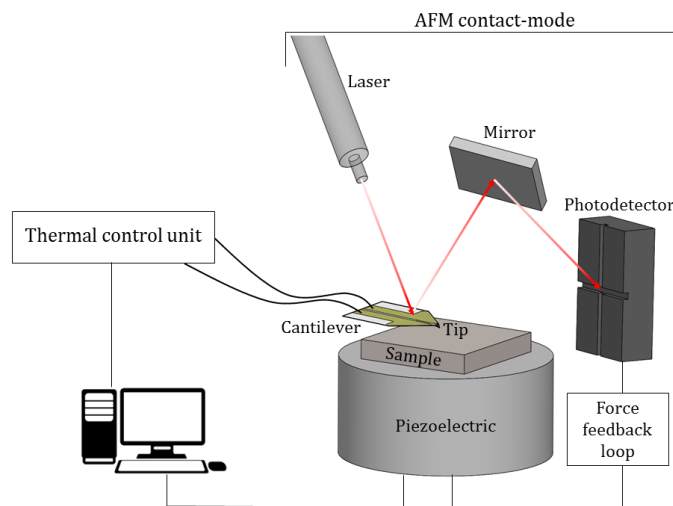 AFM contact-mode
Laser
Mirror
Photodetector
Thermal control unit
Cantilever
Tip
Sample
Piezoelectric
Force
feedback
loop